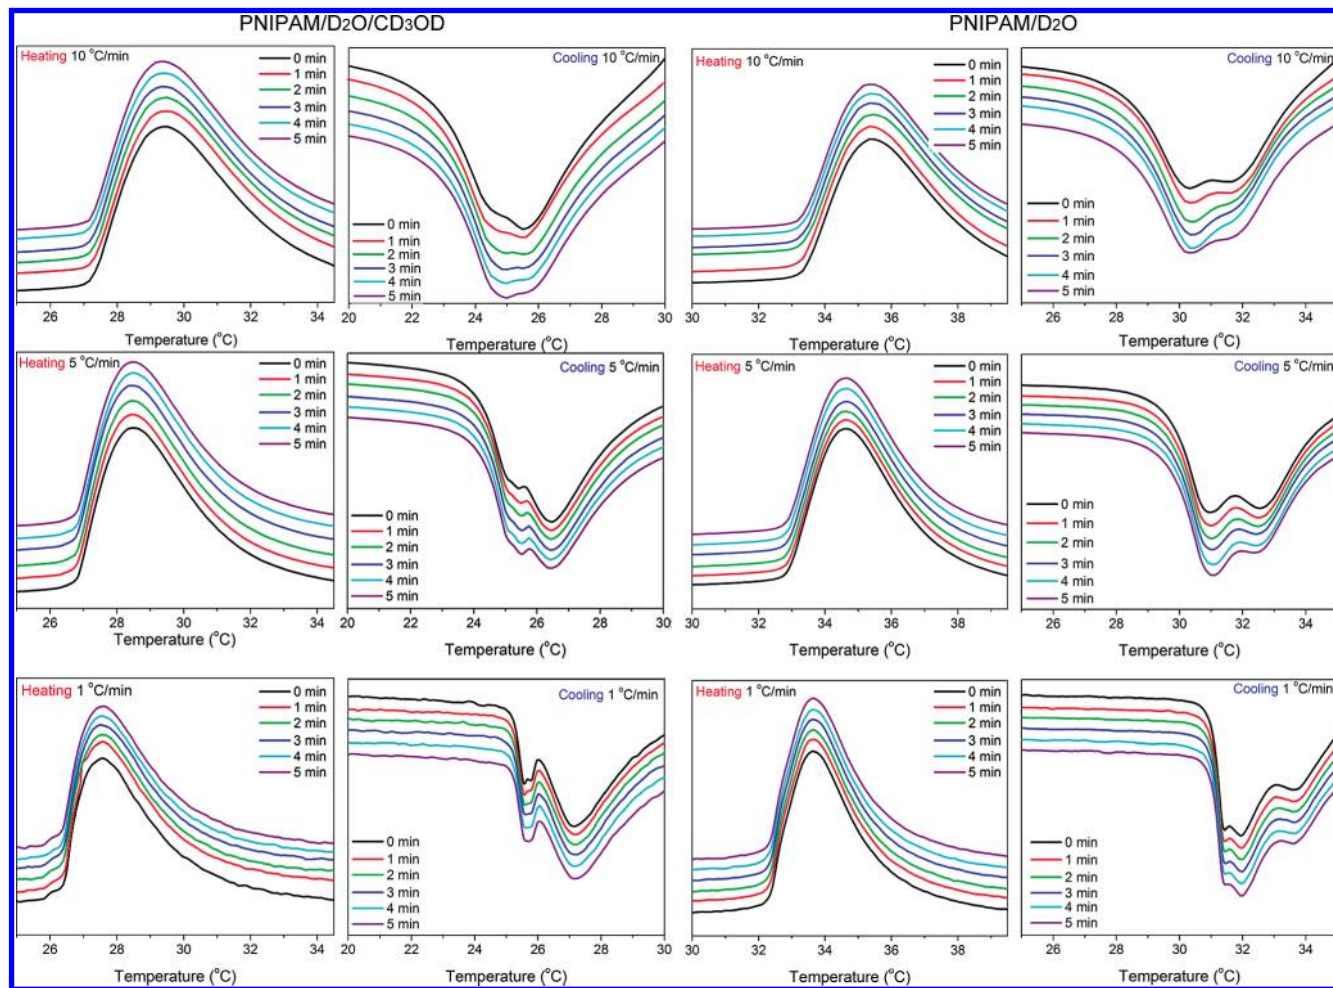 PNIPAM/D2O/CD3OD
PNIPAM/D2O
Heating 10 °C/min
0 min
1 min
2 min
3 min
4 min
5 min
26 28 30 32 34
Temperature (°C)
Cooling 10 °C/min
0 min
1 min
2 min
3 min
4 min
5 min
20 22 24 26 28 30
Temperature (°C)
Heating 10 °C/min
0 min
1 min
2 min
3 min
4 min
5 min
30 32 34 36 38
Temperature (°C)
Cooling 10 °C/min
0 min
1 min
2 min
3 min
4 min
5 min
26 28 30 32 34
Temperature (°C)
Heating 5 °C/min
0 min
1 min
2 min
3 min
4 min
5 min
26 28 30 32 34
Temperature (°C)
Cooling 5 °C/min
0 min
1 min
2 min
3 min
4 min
5 min
20 22 24 26 28 30
Temperature (°C)
Heating 5 °C/min
0 min
1 min
2 min
3 min
4 min
5 min
30 32 34 36 38
Temperature (°C)
Cooling 5 °C/min
0 min
1 min
2 min
3 min
4 min
5 min
26 28 30 32 34
Temperature (°C)
Heating 1 °C/min
0 min
1 min
2 min
3 min
4 min
5 min
26 28 30 32 34
Temperature (°C)
Cooling 1 °C/min
0 min
1 min
2 min
3 min
4 min
5 min
20 22 24 26 28 30
Temperature (°C)
Heating 1 °C/min
0 min
1 min
2 min
3 min
4 min
5 min
30 32 34 36 38
Temperature (°C)
Cooling 1 °C/min
0 min
1 min
2 min
3 min
4 min
5 min
26 28 30 32 34
Temperature (°C)